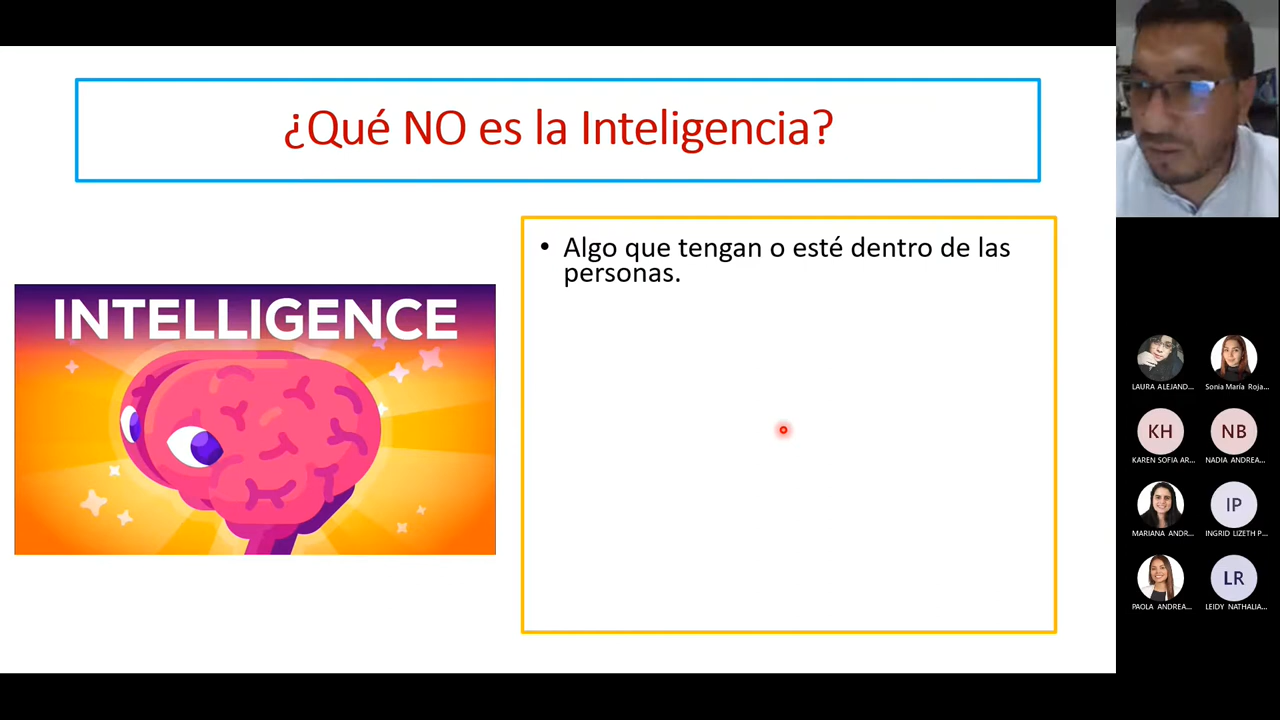 ¿Qué NO es la Inteligencia?
• Algo que tengan o esté dentro de las
personas.
INTELLIGENCE
LAURA ALEJAND...
Sonia María Roja...
KH
NB
KAREN SOFIA AR...
NADIA ANDREA...
IP
MARIANA ANDR...
INGRID LIZETH P...
LR
PAOLA ANDREA...
LEIDY NATHALIA...